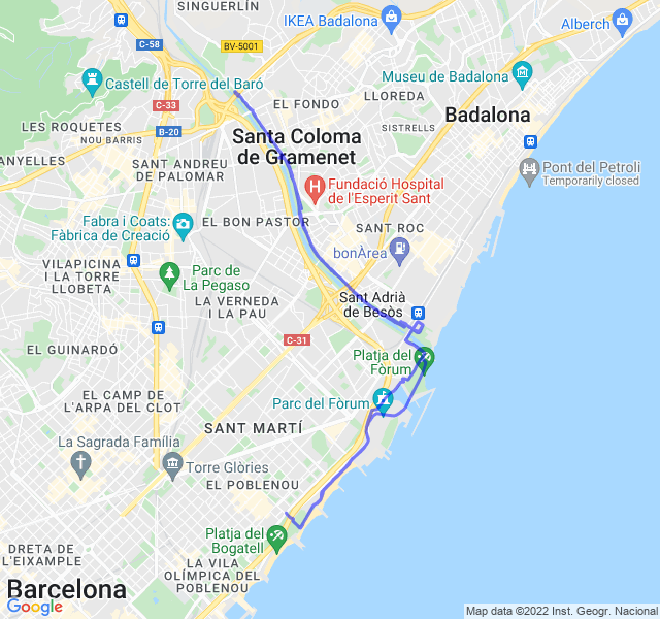 SINGUERLÍN
IKEA Badalona
Alberch
C-58
BV-5001
Castell de Torre del Baró
Museu de Badalona
EL FONDO
LLOREDA
C-33
Badalona
LES ROQUETES
NOU BARRIS
B-20
SISTRELLS
Santa Coloma
de Gramenet
ANYELLES
SANT ANDREU
DE PALOMAR
Pont del Petroli
Temporarily closed
Fundació Hospital
de l'Esperit Sant
Fabra i Coats:
Fàbrica de Creació
EL BON PASTOR
SANT ROC
bonÀrea
VILAPICINA
I LA TORRE
LLOBETA
Parc de
La Pegaso
LA VERNEDA
I LA PAU
Sant Adrià
de Besòs
C-31
EL GUINARDÓ
Platja del
Fòrum
EL CAMP DE
L'ARPA DEL CLOT
Parc del Fòrum
SANT MARTÍ
La Sagrada Família
Torre Glòries
EL POBLENOU
Platja del
Bogatell
DRETA DE
L'EIXAMPLE
LA VILA
OLÍMPICA DEL
POBLENOU
Barcelona
Google
Map data ©2022 Inst. Geogr. Nacional